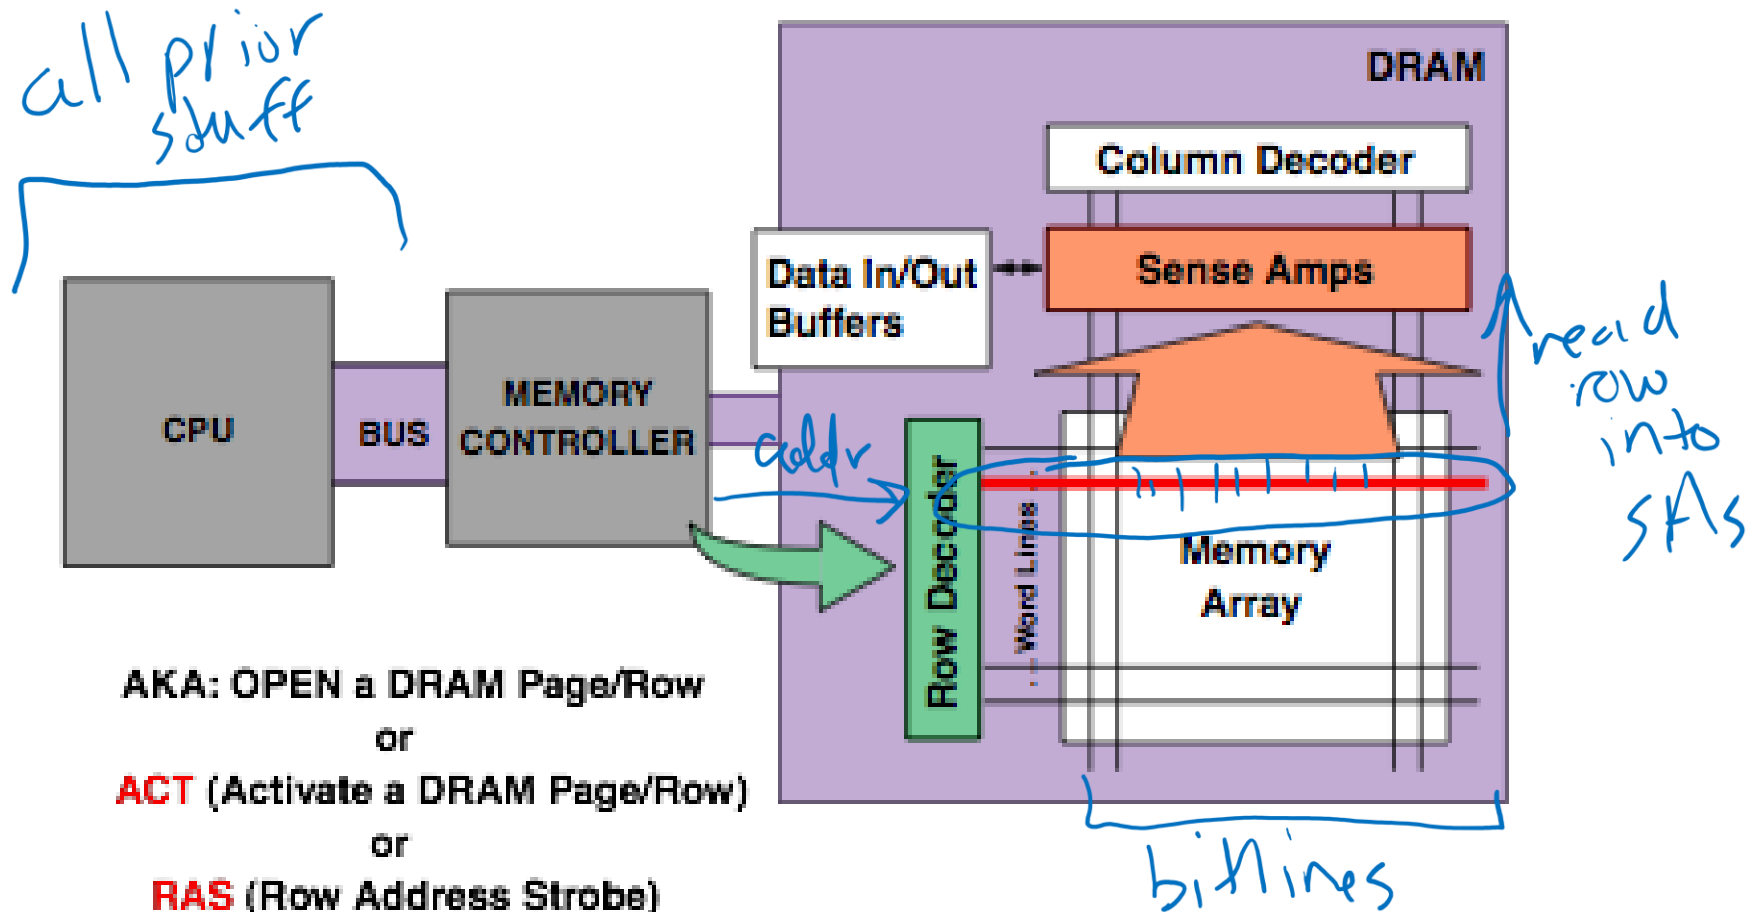 all prior
stuff
DRAM
Column Decoder
Sense Amps
Data In/Out
Buffers
read
row
into
SAs
CPU
BUS
MEMORY
CONTROLLER
addr
Row Decoder
Word Lines
Memory
Array
AKA: OPEN a DRAM Page/Row
or
ACT (Activate a DRAM Page/Row)
or
RAS (Row Address Strobe)
bitlines